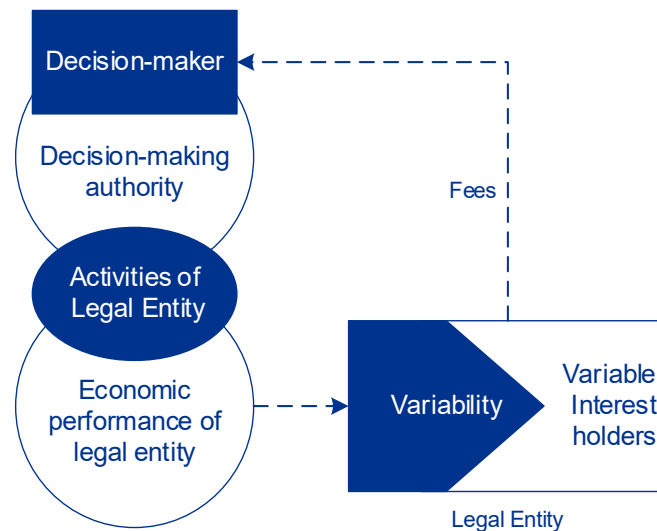 Decision-maker
Decision-making
authority
Fees
Activities of
Legal Entity
Economic
performance of
legal entity
Variability
Variable
Interest
holders
Legal Entity